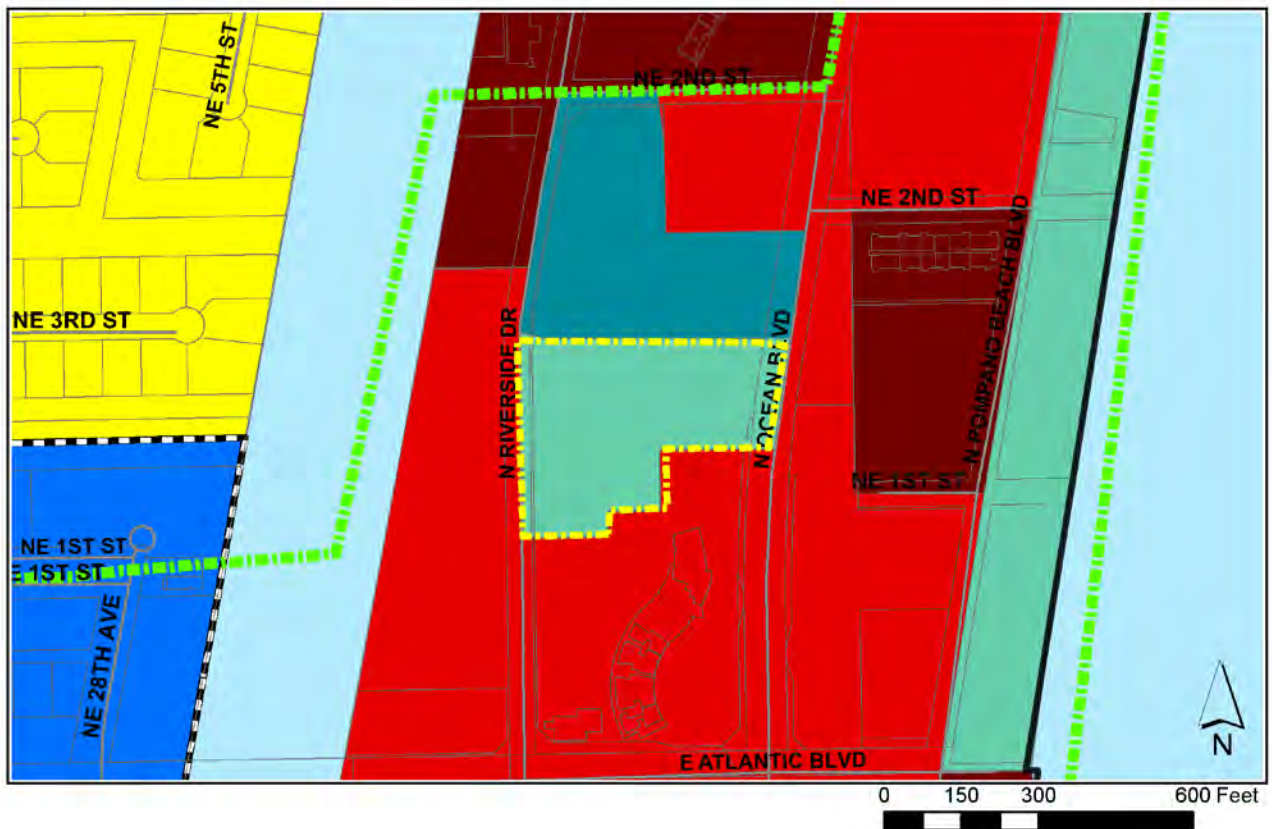 NE 5TH ST
NE 2ND ST
NE 2ND ST
NE 3RD ST
N RIVERSIDE DR
N OCEAN BLVD
N POMPANO BEACH BLVD
NE 1ST ST
NE 1ST ST
E 1ST ST
NE 28TH AVE
E ATLANTIC BLVD
N
0 150 300 600 Feet